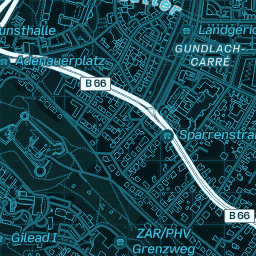 Landgeric
unsthalle
GUNDLACH-
CARRÉ
Adenauerplatz
B 66
Sparrenstra
B 66
ZAR/PHV
Grenzweg
Gilead I